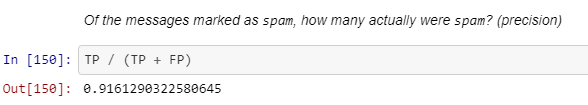 Of the messages marked as spam, how many actually were spam? (precision)
In [150]: TP / (TP + FP)
Out[150]: 0.9161290322580645